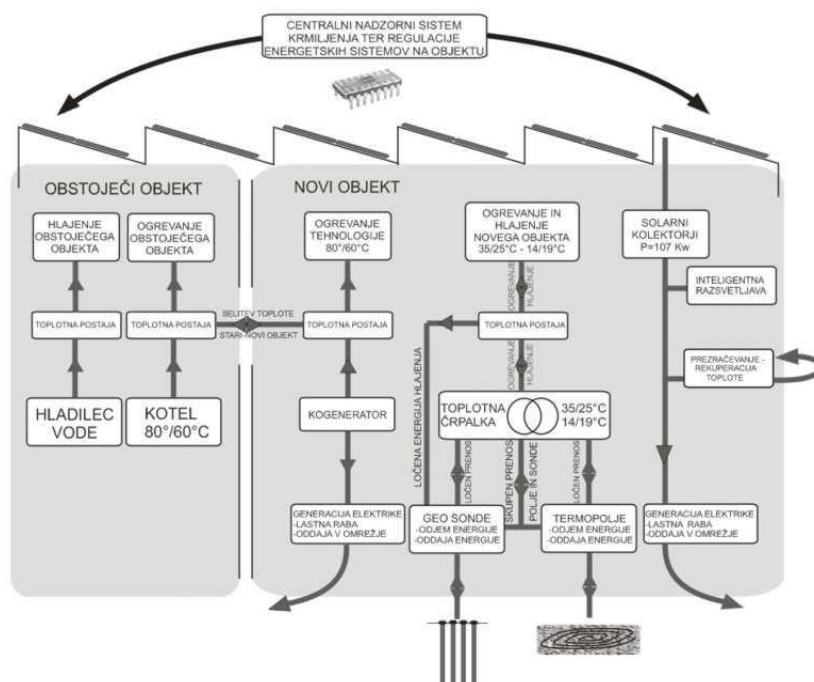 CENTRALNI NADZORNI SISTEM
KRMILJENJA TER REGULACIJE
ENERGETSKIH SISTEMOV NA OBJEKTU
OBSTOJEČI OBJEKT
NOVI OBJEKT
HLAJENJE
OBSTOJEČEGA
OBJEKTA
OGREVANJE
OBSTOJEČEGA
OBJEKTA
OGREVANJE
TEHNOLOGIJE
80°/60°C
OGREVANJE IN
HLAJENJE
NOVEGA OBJEKTA
35/25°C - 14/19°C
SOLARNI
KOLEKTORJI
P=107 Kw
INTELIGENTNA
RAZSVETLJAVA
OGREVANJE
HLAJENJE
TOPLOTNA POSTAJA
TOPLOTNA POSTAJA
SELITEV TOPLOTE
STARI-NOVI OBJEKT
TOPLOTNA POSTAJA
TOPLOTNA POSTAJA
OGREVANJE
HLAJENJE
PREZRAČEVANJE -
REKUPERACIJA
TOPLOTE
HLADILEC
VODE
KOTEL
80°/60°C
KOGENERATOR
LOČENA ENERGIJA HLAJENJA
TOPLOTNA
ČRPALKA
35/25°C
14/19°C
LOČEN PRENOS
SKUPEN PRENOS
POLJE IN SONDE
LOČEN PRENOS
GENERACIJA ELEKTRIKE
-LASTNA RABA
-ODDAJA V OMREŽJE
GEO SONDE
-ODJEM ENERGIJE
-ODDAJA ENERGIJE
TERMOPOLJE
-ODJEM ENERGIJE
-ODDAJA ENERGIJE
GENERACIJA ELEKTRIKE
-LASTNA RABA
-ODDAJA V OMREŽJE